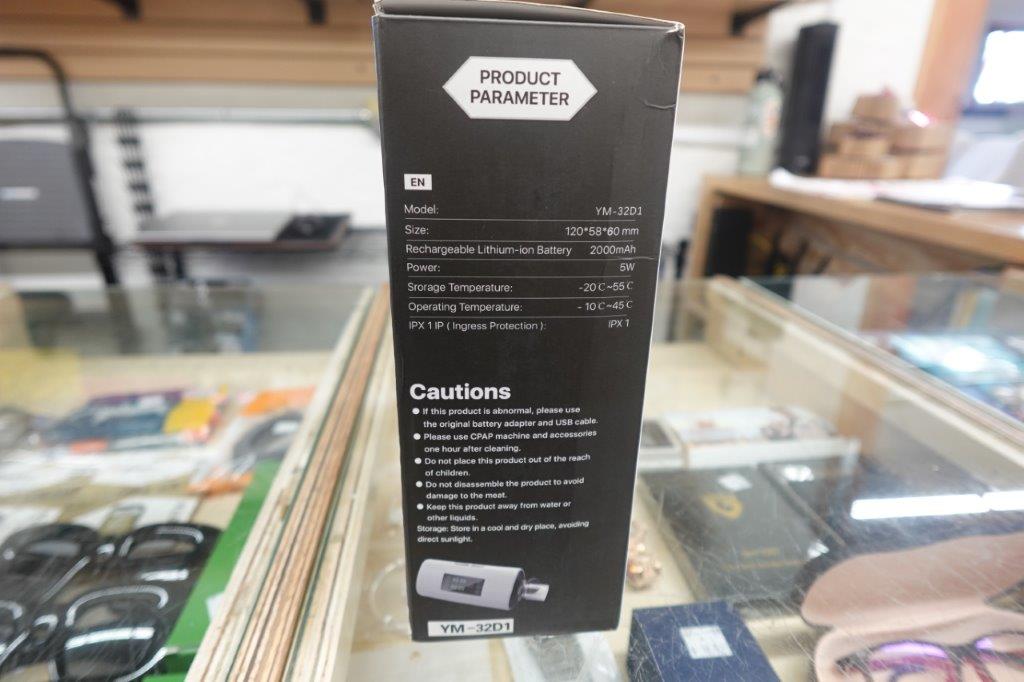 PRODUCT
PARAMETER
EN
Model: YM-32D1
Size: 120*58*60 mm
Rechargeable Lithium-ion Battery 2000mAh
Power: 5W
Srorage Temperature: -20℃~55℃
Operating Temperature: - 10℃~45℃
IPX 1 IP ( Ingress Protection ): IPX 1
Cautions
● If this product is abnormal, please use
the original battery adapter and USB cable.
● Please use CPAP machine and accessories
one hour after cleaning.
● Do not place this product out of the reach
of children.
● Do not disassemble the product to avoid
damage to the meat.
● Keep this product away from water or
other liquids.
Storage: Store in a cool and dry place, avoiding
direct sunlight.
YM-32D1